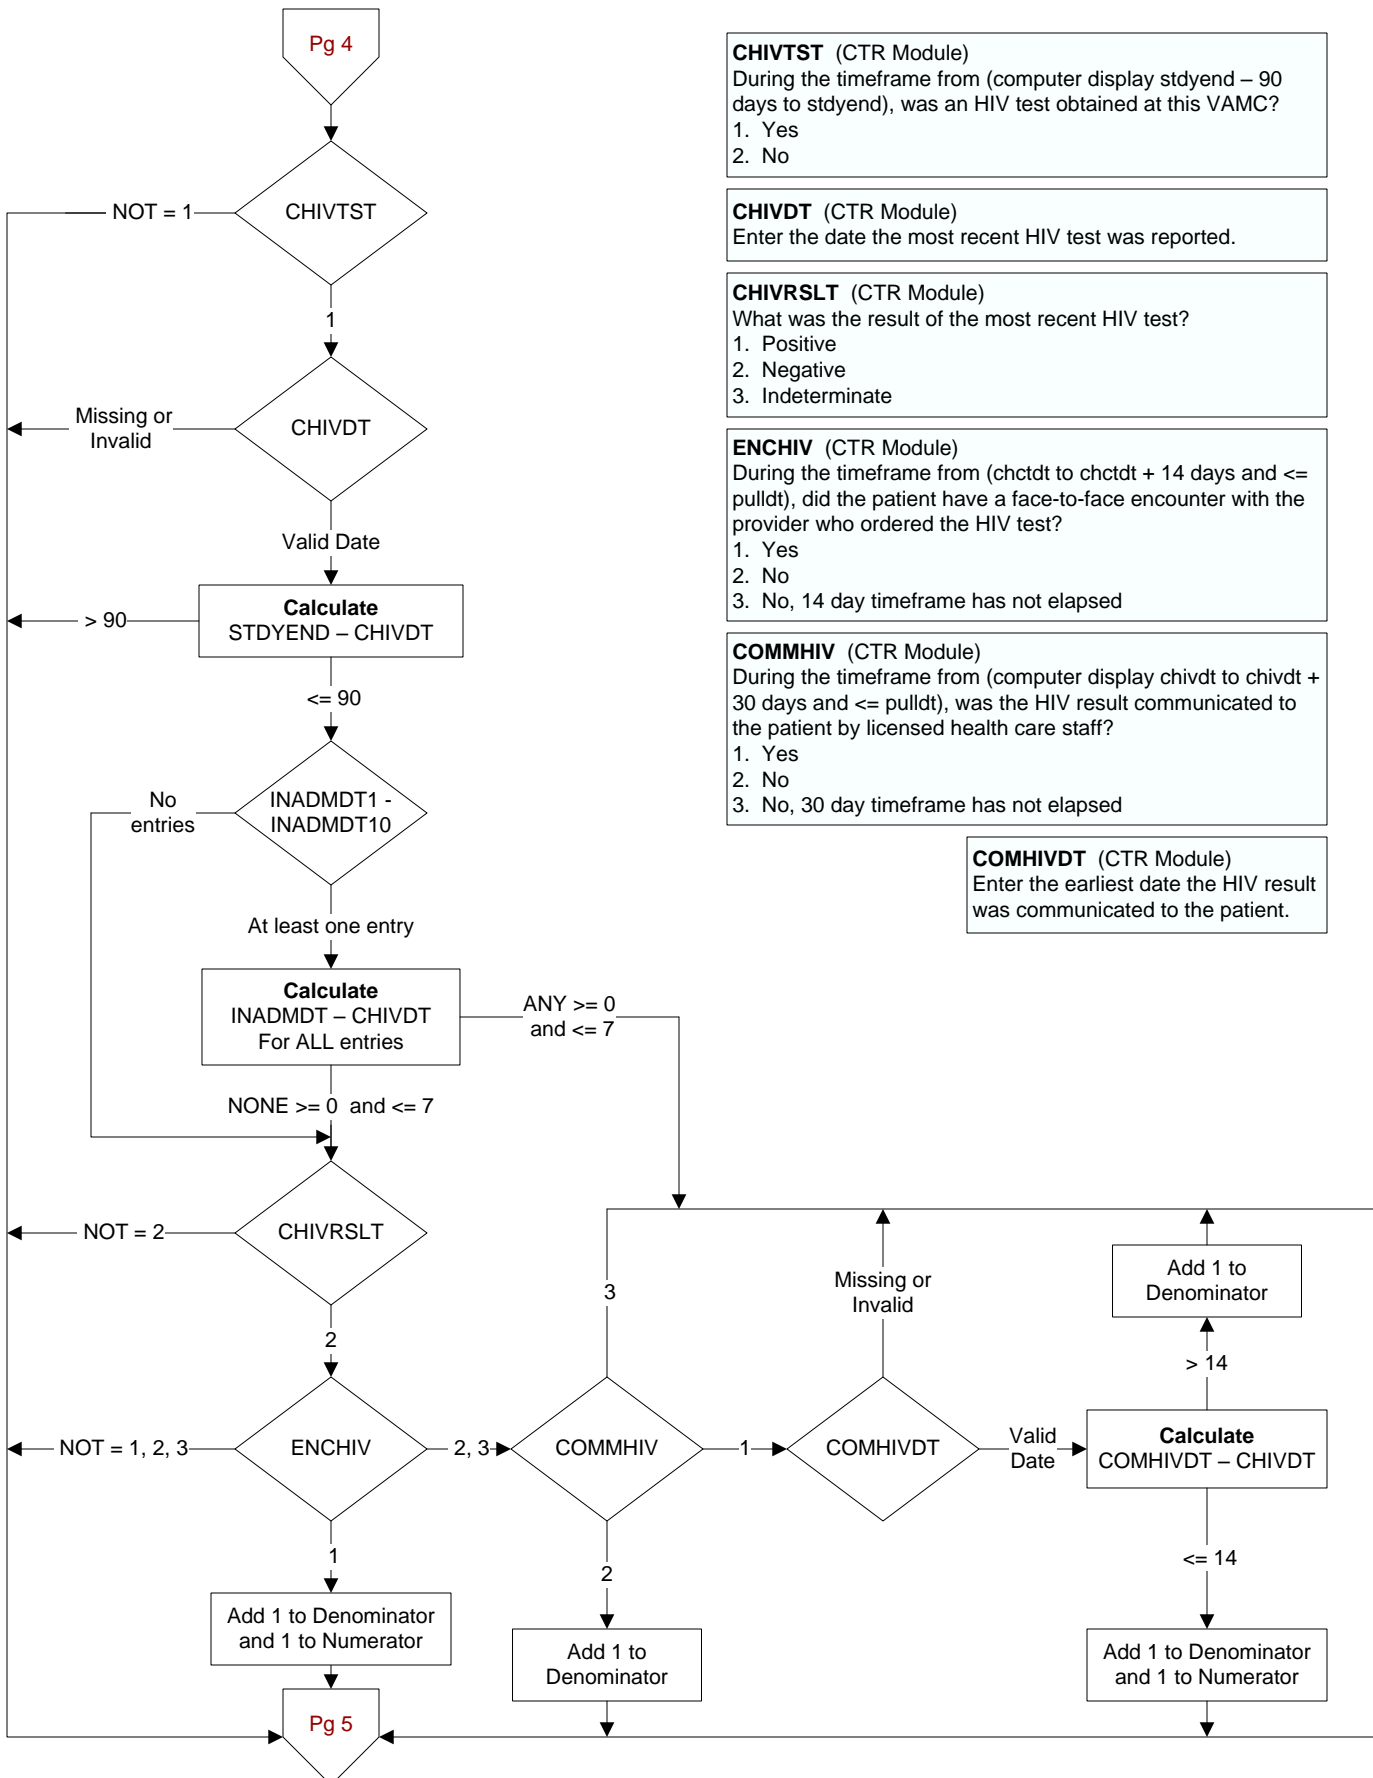 Pg 4
CHIVTST (CTR Module)
During the timeframe from (computer display stdyend – 90
days to stdyend), was an HIV test obtained at this VAMC?
1. Yes
2. No
NOT = 1
CHIVTST
CHIVDT (CTR Module)
Enter the date the most recent HIV test was reported.
CHIVRSLT (CTR Module)
What was the result of the most recent HIV test?
1. Positive
2. Negative
3. Indeterminate
1
Missing or
Invalid
CHIVDT
ENCHIV (CTR Module)
During the timeframe from (chctdt to chctdt + 14 days and <=
pulldt), did the patient have a face-to-face encounter with the
provider who ordered the HIV test?
1. Yes
2. No
3. No, 14 day timeframe has not elapsed
Valid Date
> 90
Calculate
STDYEND – CHIVDT
COMMHIV (CTR Module)
During the timeframe from (computer display chivdt to chivdt +
30 days and <= pulldt), was the HIV result communicated to
the patient by licensed health care staff?
1. Yes
2. No
3. No, 30 day timeframe has not elapsed
<= 90
No
entries
INADMDT1 -
INADMDT10
COMHIVDT (CTR Module)
Enter the earliest date the HIV result
was communicated to the patient.
At least one entry
Calculate
INADMDT – CHIVDT
For ALL entries
ANY >= 0
and <= 7
NONE >= 0 and <= 7
NOT = 2
CHIVRSLT
3
Missing or
Invalid
Add 1 to
Denominator
2
> 14
NOT = 1, 2, 3
ENCHIV
2, 3
COMMHIV
1
COMHIVDT
Valid
Date
Calculate
COMHIVDT – CHIVDT
1
2
<= 14
Add 1 to Denominator
and 1 to Numerator
Add 1 to
Denominator
Add 1 to Denominator
and 1 to Numerator
Pg 5